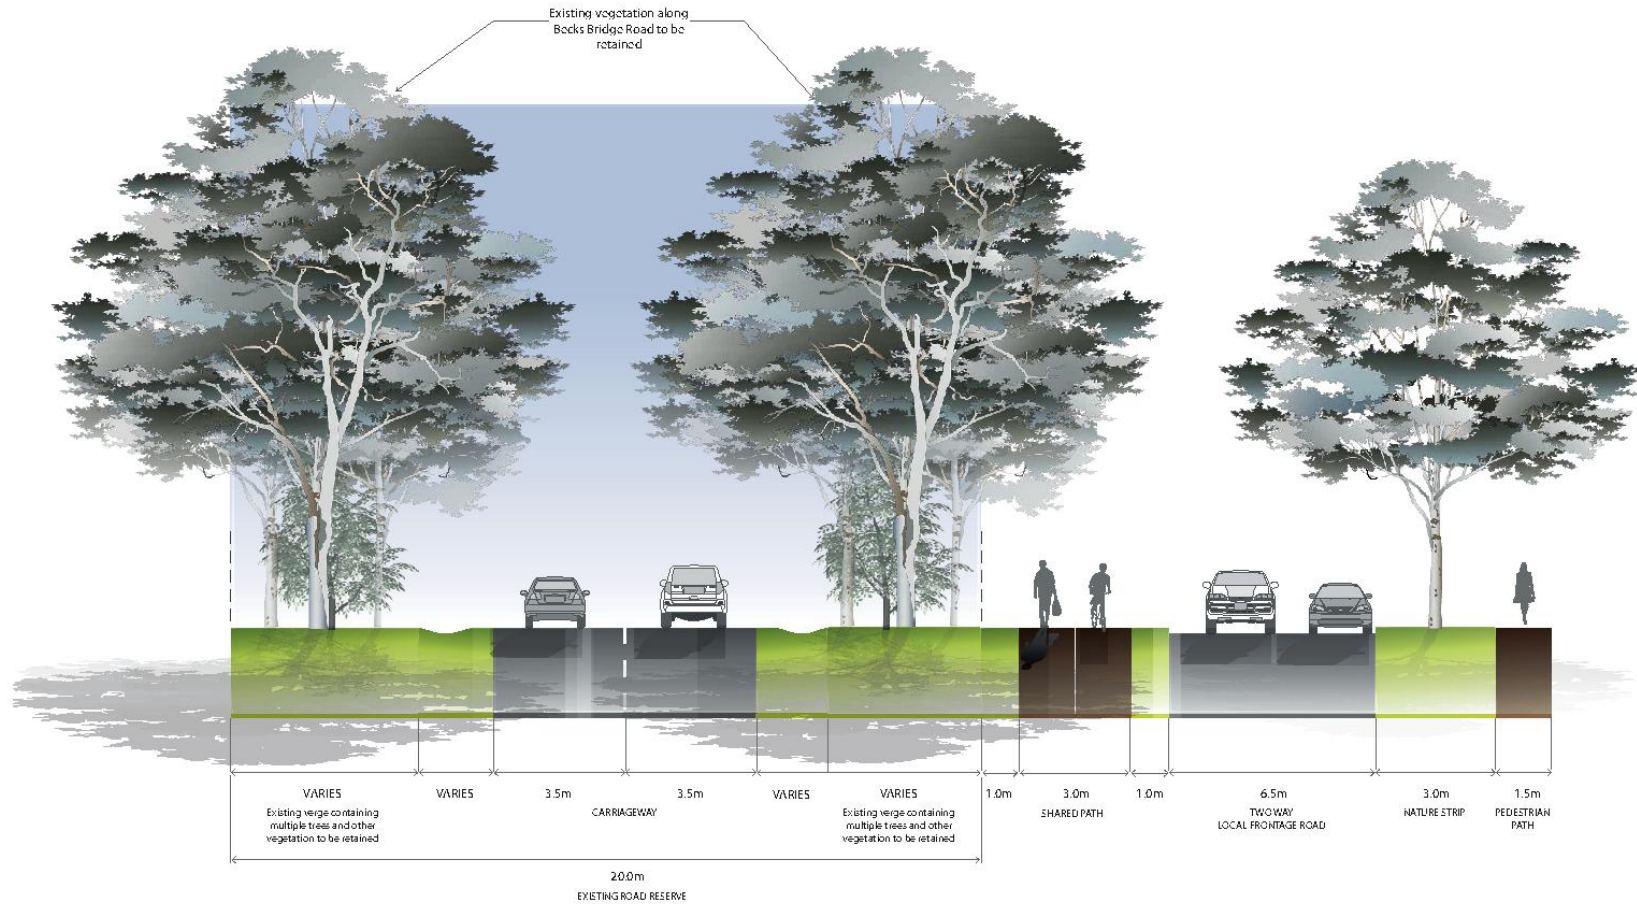 Existing vegetation along
Becks Bridge Road to be
retained
VARIES
Existing verge containing
multiple trees and other
vegetation to be retained
VARIES
3.5m
CARRIAGEWAY
3.5m
VARIES
VARIES
Existing verge containing
multiple trees and other
vegetation to be retained
1.0m
3.0m
SHARED PATH
1.0m
6.5m
TWO WAY
LOCAL FRONTAGE ROAD
3.0m
NATURE STRIP
1.5m
PEDESTRIAN
PATH
20.0m
EXISTING ROAD RESERVE